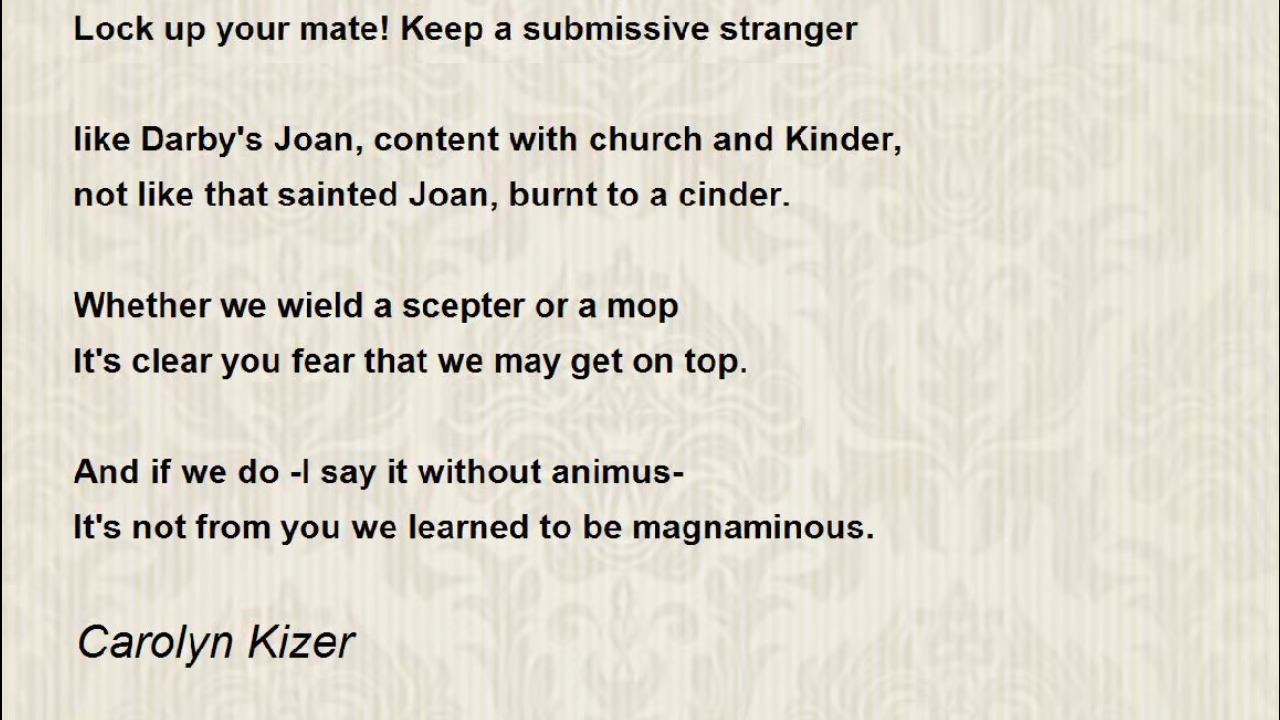 Lock up your mate! Keep a submissive stranger
like Darby's Joan, content with church and Kinder,
not like that sainted Joan, burnt to a cinder.
Whether we wield a scepter or a mop
It's clear you fear that we may get on top.
And if we do -I say it without animus-
It's not from you we learned to be magnaminous.
Carolyn Kizer